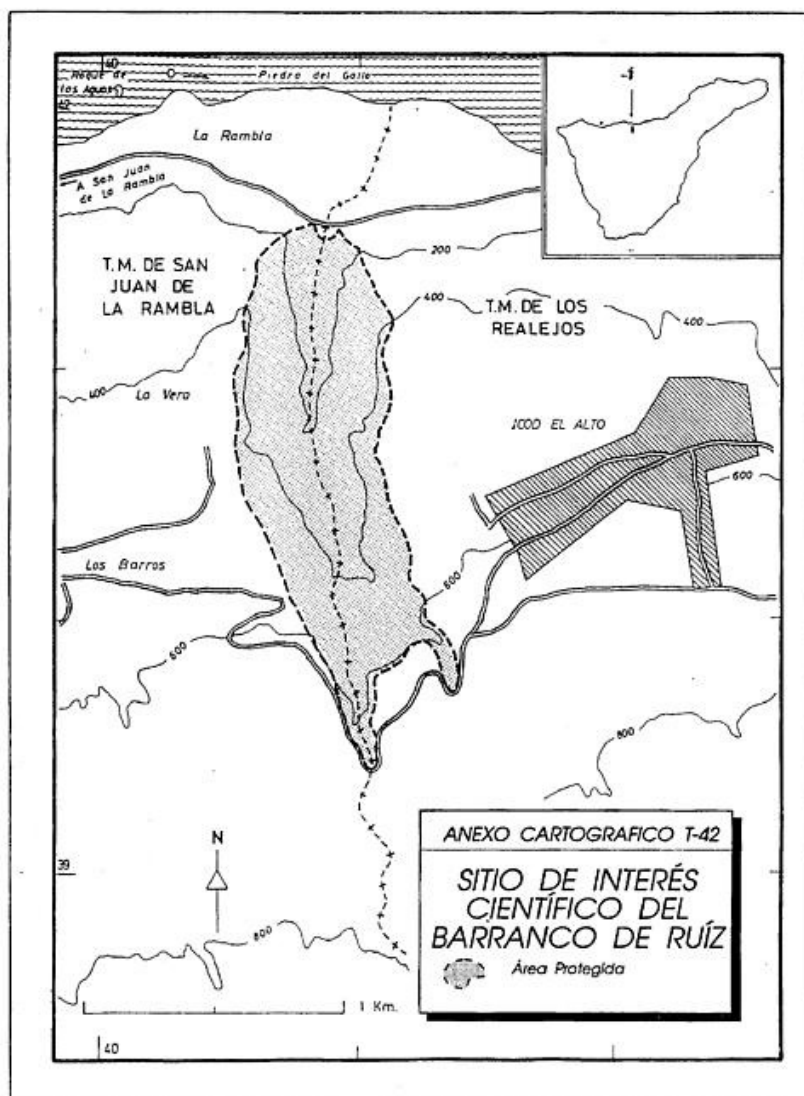 40
Roque de
las Aguas
Piedra del Gallo
42
La Rambla
A San Juan
de La Rambla
200
T.M. DE SAN
JUAN DE
LA RAMBLA
400
T.M. DE LOS
REALEJOS
400
400
La Vera
ICOD EL ALTO
600
Los Barros
600
600
800
ANEXO CARTOGRAFICO T-42
SITIO DE INTERÉS
CIENTÍFICO DEL
BARRANCO DE RUÍZ
Área Protegida
N
39
800
1 Km.
40